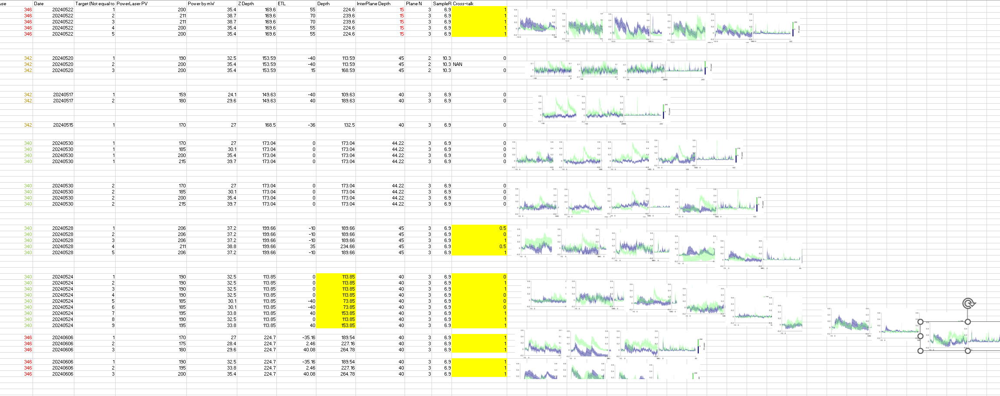 use Date Target (Not equal to PowerLaser PV Power by mW Z Depth ETL Depth InterPlane Depth Plane N SampleR Cross-talk
346 20240522 1 200 35.4 169.6 55 224.6 15 3 6.9 1
346 20240522 2 211 38.7 169.6 70 239.6 15 3 6.9 1
346 20240522 3 211 38.7 169.6 70 239.6 15 3 6.9 1
346 20240522 4 200 35.4 169.6 55 224.6 15 3 6.9 1
346 20240522 5 200 35.4 169.6 55 224.6 15 3 6.9 1
342 20240520 1 190 32.5 153.59 -40 113.59 45 2 10.3 0
342 20240520 2 200 35.4 153.59 -40 113.59 45 2 10.3 NAN
342 20240520 3 200 35.4 153.59 15 168.59 45 2 10.3 0
342 20240517 1 159 24.1 149.63 -40 109.63 40 3 6.9 0
342 20240517 2 180 29.6 149.63 40 189.63 40 3 6.9 0
342 20240515 1 170 27 168.5 -36 132.5 40 3 6.9 0
340 20240530 1 170 27 173.04 0 173.04 44.22 3 6.9 0
340 20240530 1 185 30.1 173.04 0 173.04 44.22 3 6.9 0
340 20240530 1 200 35.4 173.04 0 173.04 44.22 3 6.9 0
340 20240530 1 215 39.7 173.04 0 173.04 44.22 3 6.9 0
340 20240530 2 170 27 173.04 0 173.04 44.22 3 6.9 0
340 20240530 2 185 30.1 173.04 0 173.04 44.22 3 6.9 0
340 20240530 2 200 35.4 173.04 0 173.04 44.22 3 6.9 0
340 20240530 2 215 39.7 173.04 0 173.04 44.22 3 6.9 0
340 20240528 1 206 37.2 199.66 -10 189.66 45 3 6.9 0.5
340 20240528 2 206 37.2 199.66 -10 189.66 45 3 6.9 0
340 20240528 3 206 37.2 199.66 -10 189.66 45 3 6.9 1
340 20240528 4 211 38.8 199.66 35 234.66 45 3 6.9 0.5
340 20240528 5 206 37.2 199.66 -10 189.66 45 3 6.9 1
340 20240524 1 190 32.5 113.85 0 113.85 40 3 6.9 0
340 20240524 2 190 32.5 113.85 0 113.85 40 3 6.9 1
340 20240524 3 190 32.5 113.85 0 113.85 40 3 6.9 1
340 20240524 4 190 32.5 113.85 0 113.85 40 3 6.9 0
340 20240524 5 185 30.1 113.85 -40 73.85 40 3 6.9 0
340 20240524 6 185 30.1 113.85 -40 73.85 40 3 6.9 0
340 20240524 7 195 33.8 113.85 40 153.85 40 3 6.9 1
340 20240524 8 190 32.5 113.85 0 113.85 40 3 6.9 1
340 20240524 9 195 33.8 113.85 40 153.85 40 3 6.9 1
346 20240606 1 170 27 224.7 -35.16 189.54 40 3 6.9 1
346 20240606 2 175 28.4 224.7 2.46 227.16 40 3 6.9 1
346 20240606 3 180 29.6 224.7 40.08 264.78 40 3 6.9 1
346 20240606 1 190 32.5 224.7 -35.16 189.54 40 3 6.9 1
346 20240606 2 195 33.8 224.7 2.46 227.16 40 3 6.9 1
346 20240606 3 200 35.4 224.7 40.08 264.78 40 3 6.9 1